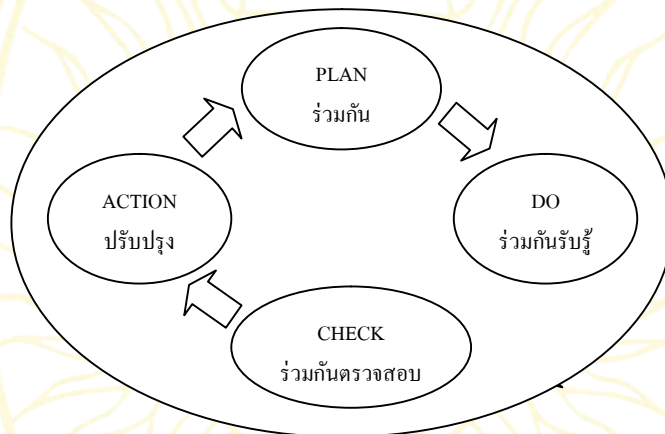 PLAN
ร่วมกัน
DO
ร่วมกันรับรู้
CHECK
ร่วมกันตรวจสอบ
ACTION
ปรับปรุง